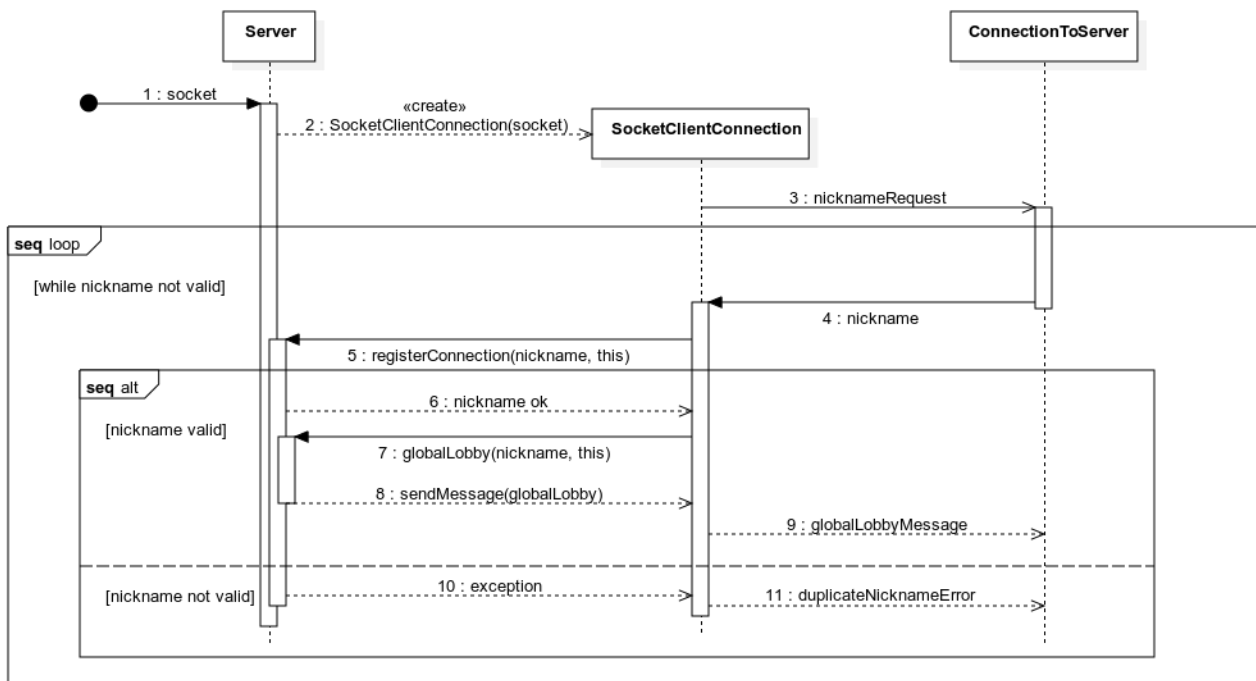 Server
ConnectionToServer
1 : socket
«create»
2 : SocketClientConnection(socket)
SocketClientConnection
3 : nicknameRequest
seq loop
[while nickname not valid]
4 : nickname
5 : registerConnection(nickname, this)
seq alt
6 : nickname ok
[nickname valid]
7 : globalLobby(nickname, this)
8 : sendMessage(globalLobby)
9 : globalLobbyMessage
10 : exception
[nickname not valid]
11 : duplicateNicknameError